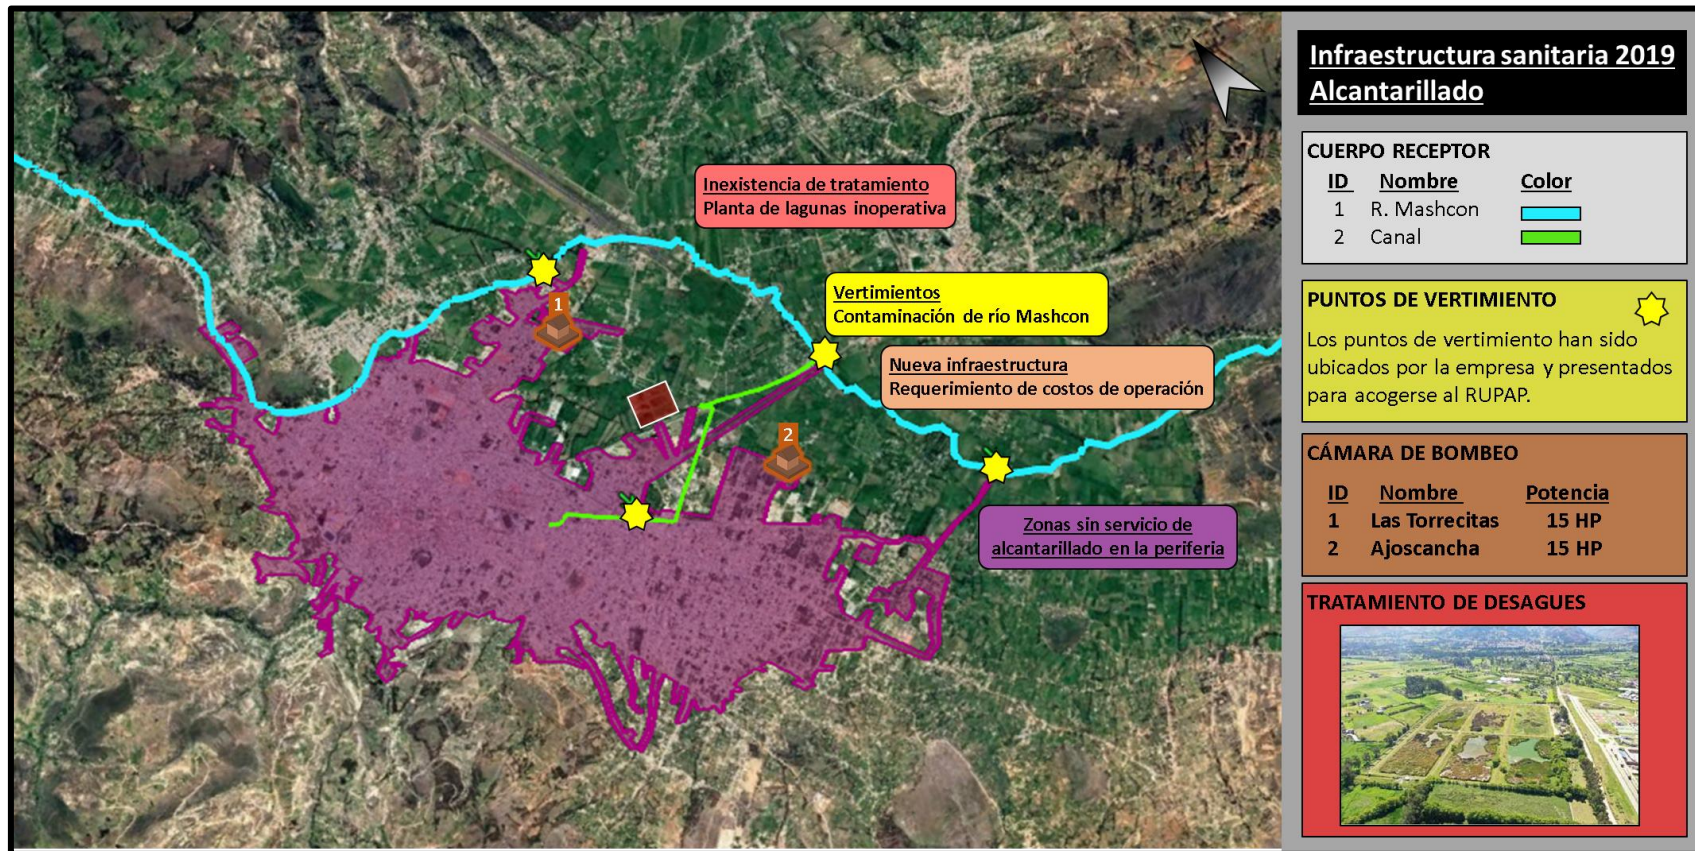 Infraestructura sanitaria 2019
Alcantarillado
Inexistencia de tratamiento
Planta de lagunas inoperativa
Vertimientos
Contaminación de río Mashcon
Nueva infraestructura
Requerimiento de costos de operación
Zonas sin servicio de
alcantarillado en la periferia
1
2
CUERPO RECEPTOR
ID Nombre Color
1 R. Mashcon
2 Canal
PUNTOS DE VERTIMIENTO
Los puntos de vertimiento han sido
ubicados por la empresa y presentados
para acogerse al RUPAP.
CÁMARA DE BOMBEO
ID Nombre Potencia
1 Las Torrecitas 15 HP
2 Ajoscancha 15 HP
TRATAMIENTO DE DESAGUES